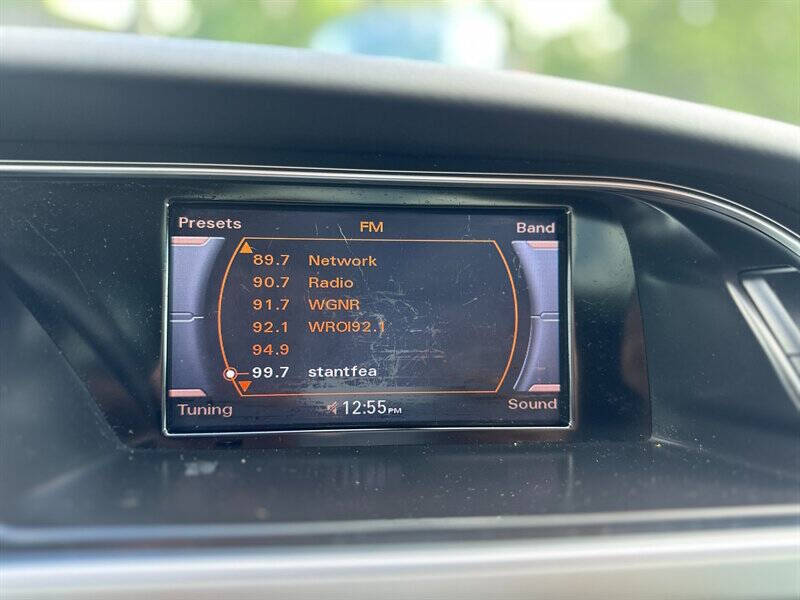 Presets FM Band
89.7 Network
90.7 Radio
91.7 WGNR
92.1 WROI92.1
94.9
99.7 stantfea
Tuning 12:55PM Sound